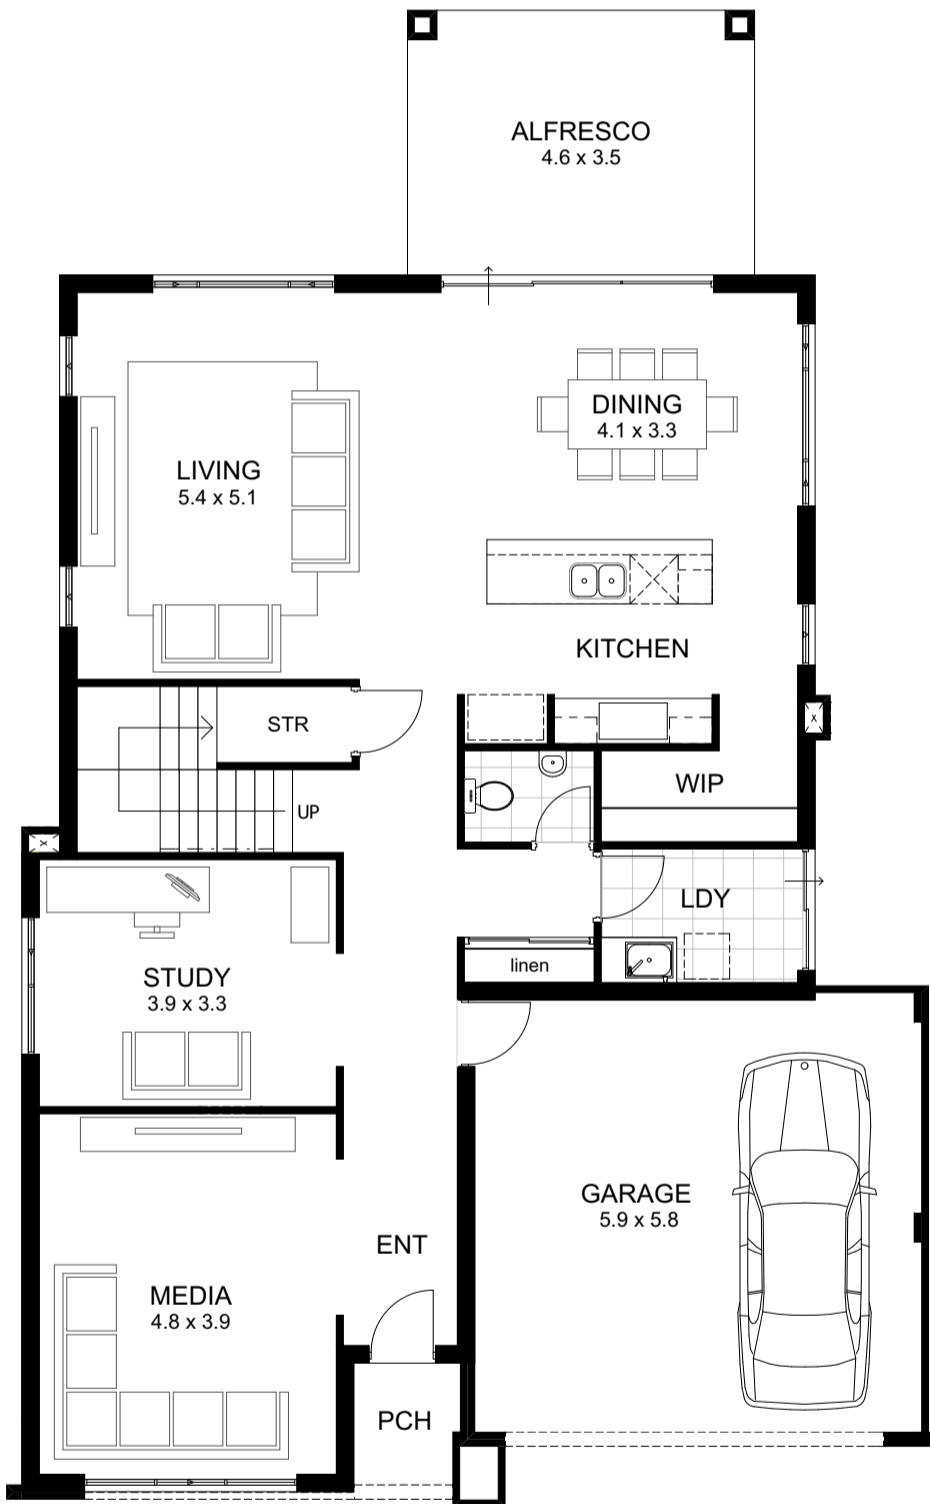 ALFRESCO
4.6 x 3.5
DINING
4.1 x 3.3
LIVING
5.4 x 5.1
KITCHEN
STR
WIP
UP
LDY
linen
STUDY
3.9 x 3.3
GARAGE
5.9 x 5.8
ENT
MEDIA
4.8 x 3.9
PCH
x
x